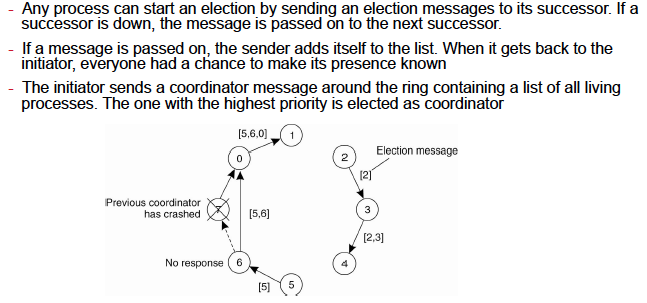 - Any process can start an election by sending an election messages to its successor. If a
successor is down, the message is passed on to the next successor.
- If a message is passed on, the sender adds itself to the list. When it gets back to the
initiator, everyone had a chance to make its presence known
- The initiator sends a coordinator message around the ring containing a list of all living
processes. The one with the highest priority is elected as coordinator
[5,6,0]
1
2
Election message
0
[2]
Previous coordinator
has crashed
7
[5,6]
3
[2,3]
No response
6
4
[5]
5